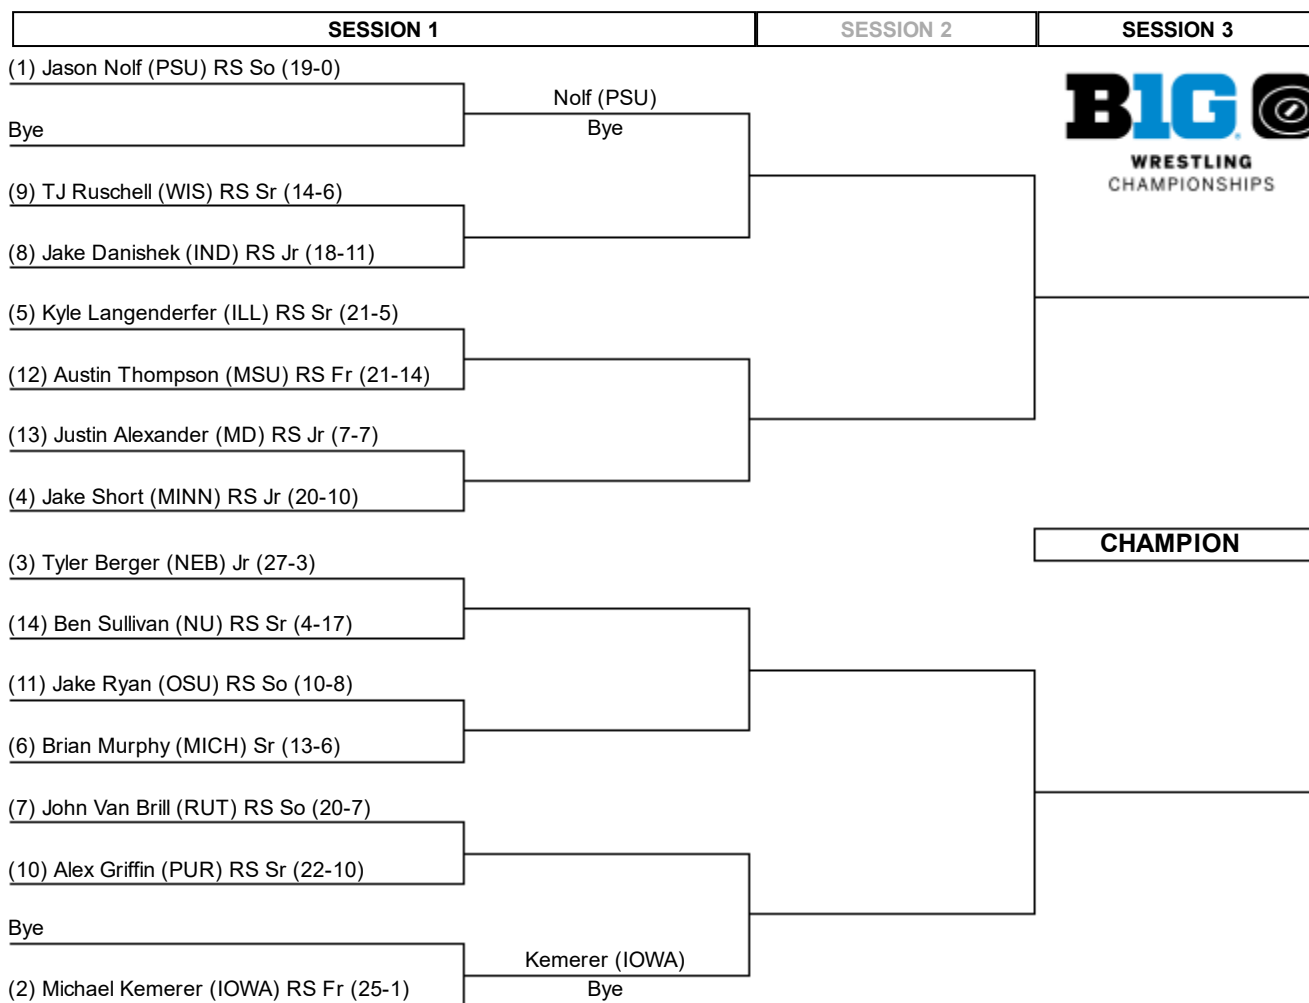 SESSION 1
SESSION 2
SESSION 3
(1) Jason Nolf (PSU) RS So (19-0)
Nolf (PSU)
Bye
Bye
B1G
WRESTLING
CHAMPIONSHIPS
(9) TJ Ruschell (WIS) RS Sr (14-6)
(8) Jake Danishek (IND) RS Jr (18-11)
(5) Kyle Langenderfer (ILL) RS Sr (21-5)
(12) Austin Thompson (MSU) RS Fr (21-14)
(13) Justin Alexander (MD) RS Jr (7-7)
(4) Jake Short (MINN) RS Jr (20-10)
CHAMPION
(3) Tyler Berger (NEB) Jr (27-3)
(14) Ben Sullivan (NU) RS Sr (4-17)
(11) Jake Ryan (OSU) RS So (10-8)
(6) Brian Murphy (MICH) Sr (13-6)
(7) John Van Brill (RUT) RS So (20-7)
(10) Alex Griffin (PUR) RS Sr (22-10)
Bye
Kemerer (IOWA)
Bye
(2) Michael Kemerer (IOWA) RS Fr (25-1)